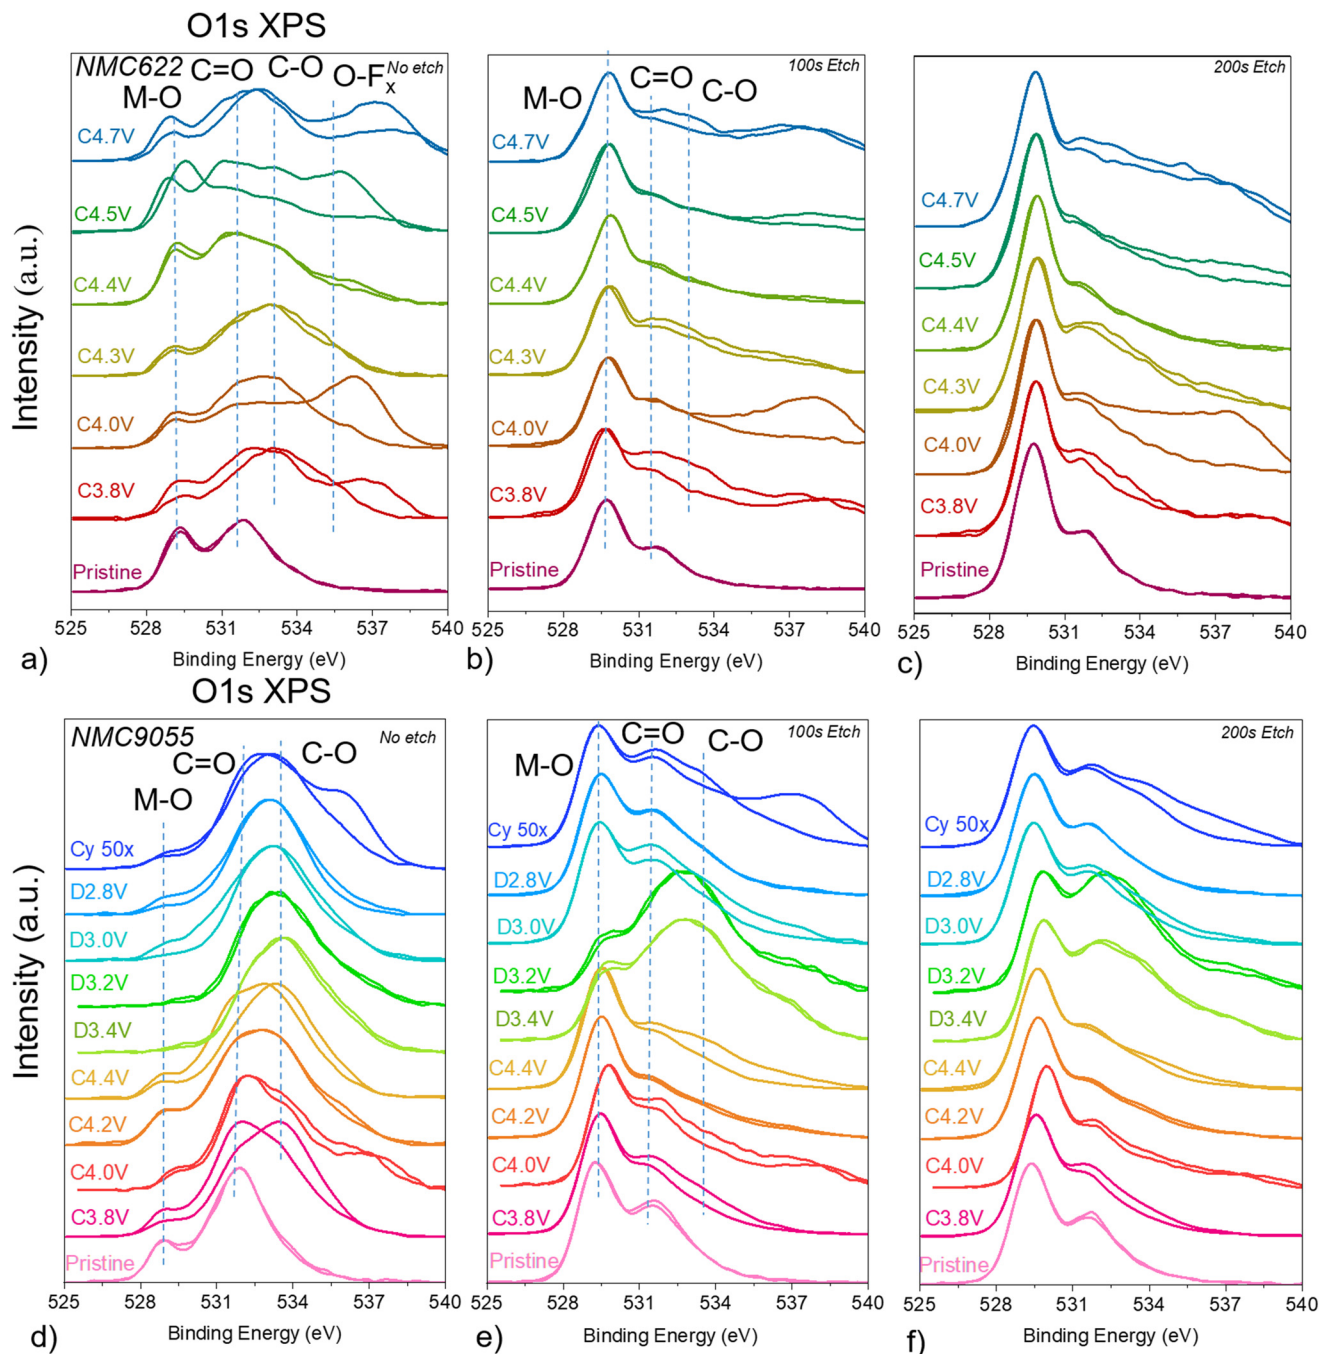 O1s XPS
NMC622
No etch
C=O
C-O
O-Fx
M-O
C4.7V
C4.5V
C4.4V
C4.3V
C4.0V
C3.8V
Pristine
525 528 531 534 537 540
Binding Energy (eV)
a)
Intensity (a.u.)
100s Etch
M-O
C=O
C-O
C4.7V
C4.5V
C4.4V
C4.3V
C4.0V
C3.8V
Pristine
525 528 531 534 537 540
Binding Energy (eV)
b)
200s Etch
C4.7V
C4.5V
C4.4V
C4.3V
C4.0V
C3.8V
Pristine
525 528 531 534 537 540
Binding Energy (eV)
c)
O1s XPS
NMC9055
No etch
C=O
C-O
M-O
Cy 50x
D2.8V
D3.0V
D3.2V
D3.4V
C4.4V
C4.2V
C4.0V
C3.8V
Pristine
525 528 531 534 537 540
Binding Energy (eV)
d)
Intensity (a.u.)
100s Etch
C=O
C-O
M-O
Cy 50x
D2.8V
D3.0V
D3.2V
D3.4V
C4.4V
C4.2V
C4.0V
C3.8V
Pristine
525 528 531 534 537 540
Binding Energy (eV)
e)
200s Etch
Cy 50x
D2.8V
D3.0V
D3.2V
D3.4V
C4.4V
C4.2V
C4.0V
C3.8V
Pristine
525 528 531 534 537 540
Binding Energy (eV)
f)